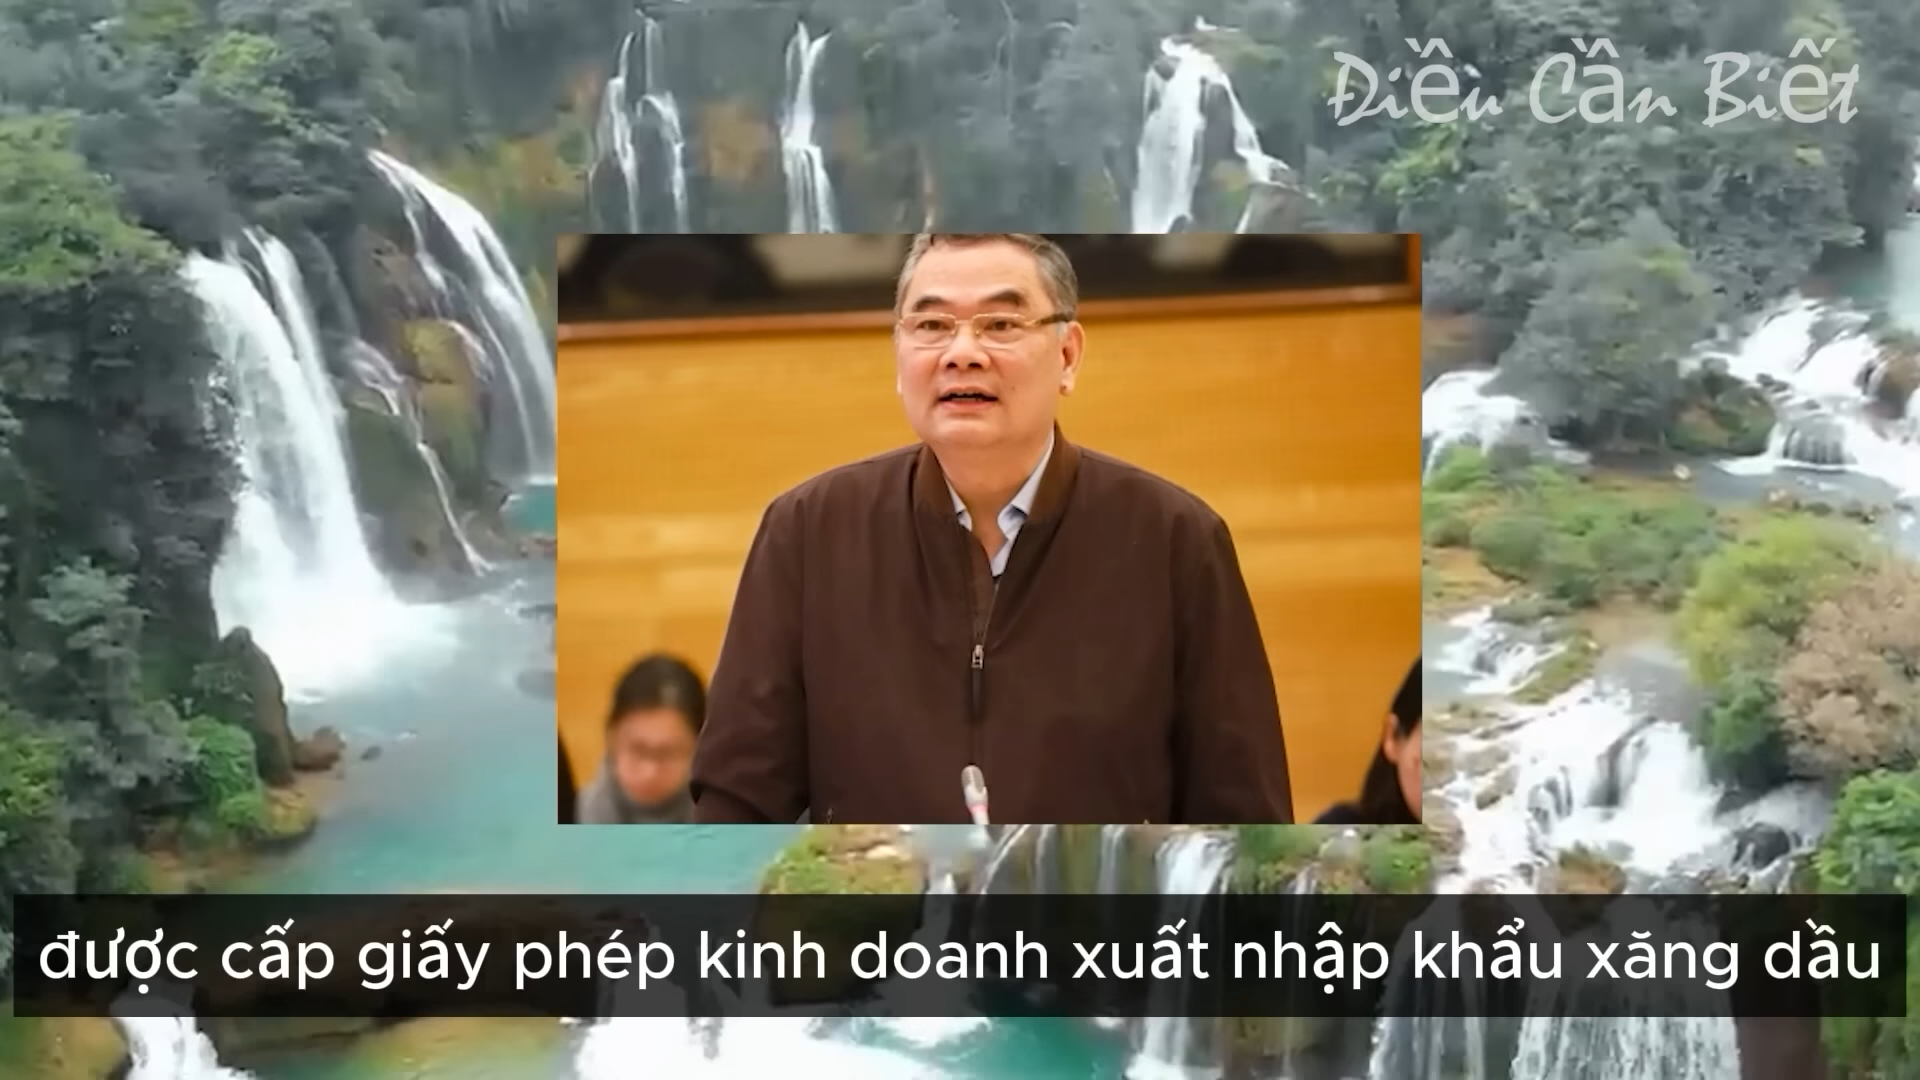 Điều Cần Biết
được cấp giấy phép kinh doanh xuất nhập khẩu xăng dầu